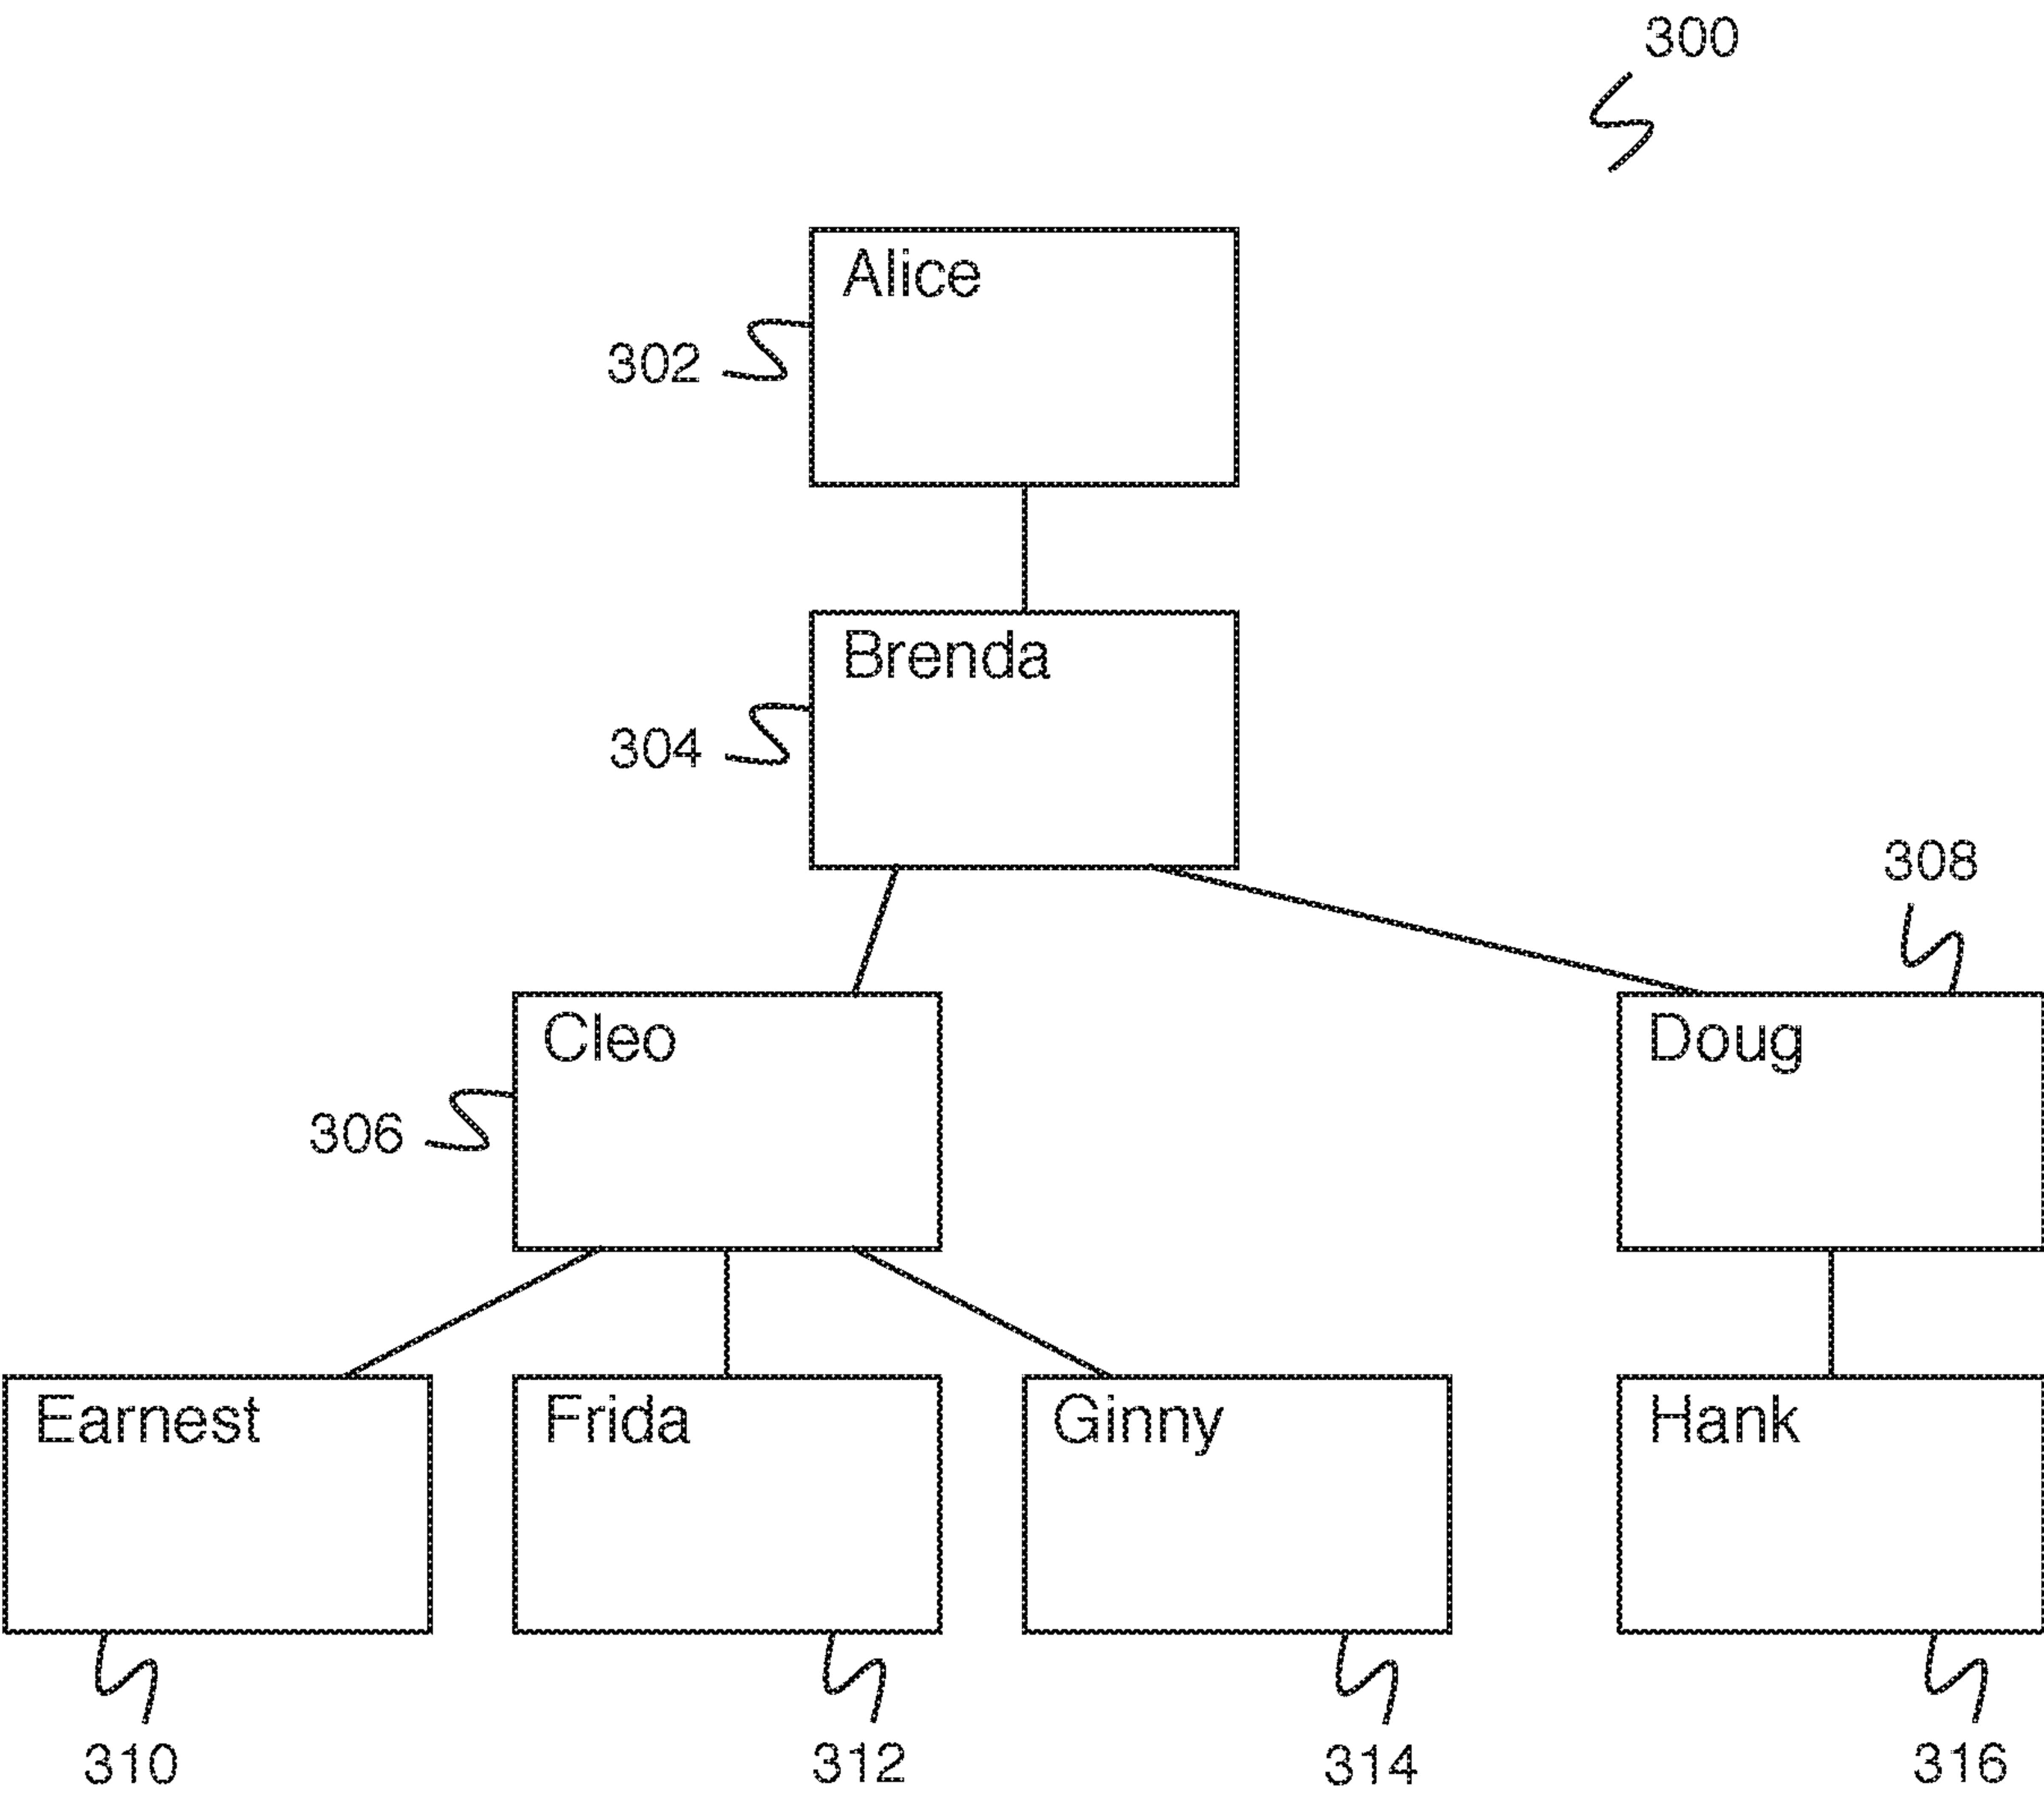 300
Alice
302
Brenda
304
308
Cleo
Doug
306
Earnest
Frida
Ginny
Hank
310
312
314
316